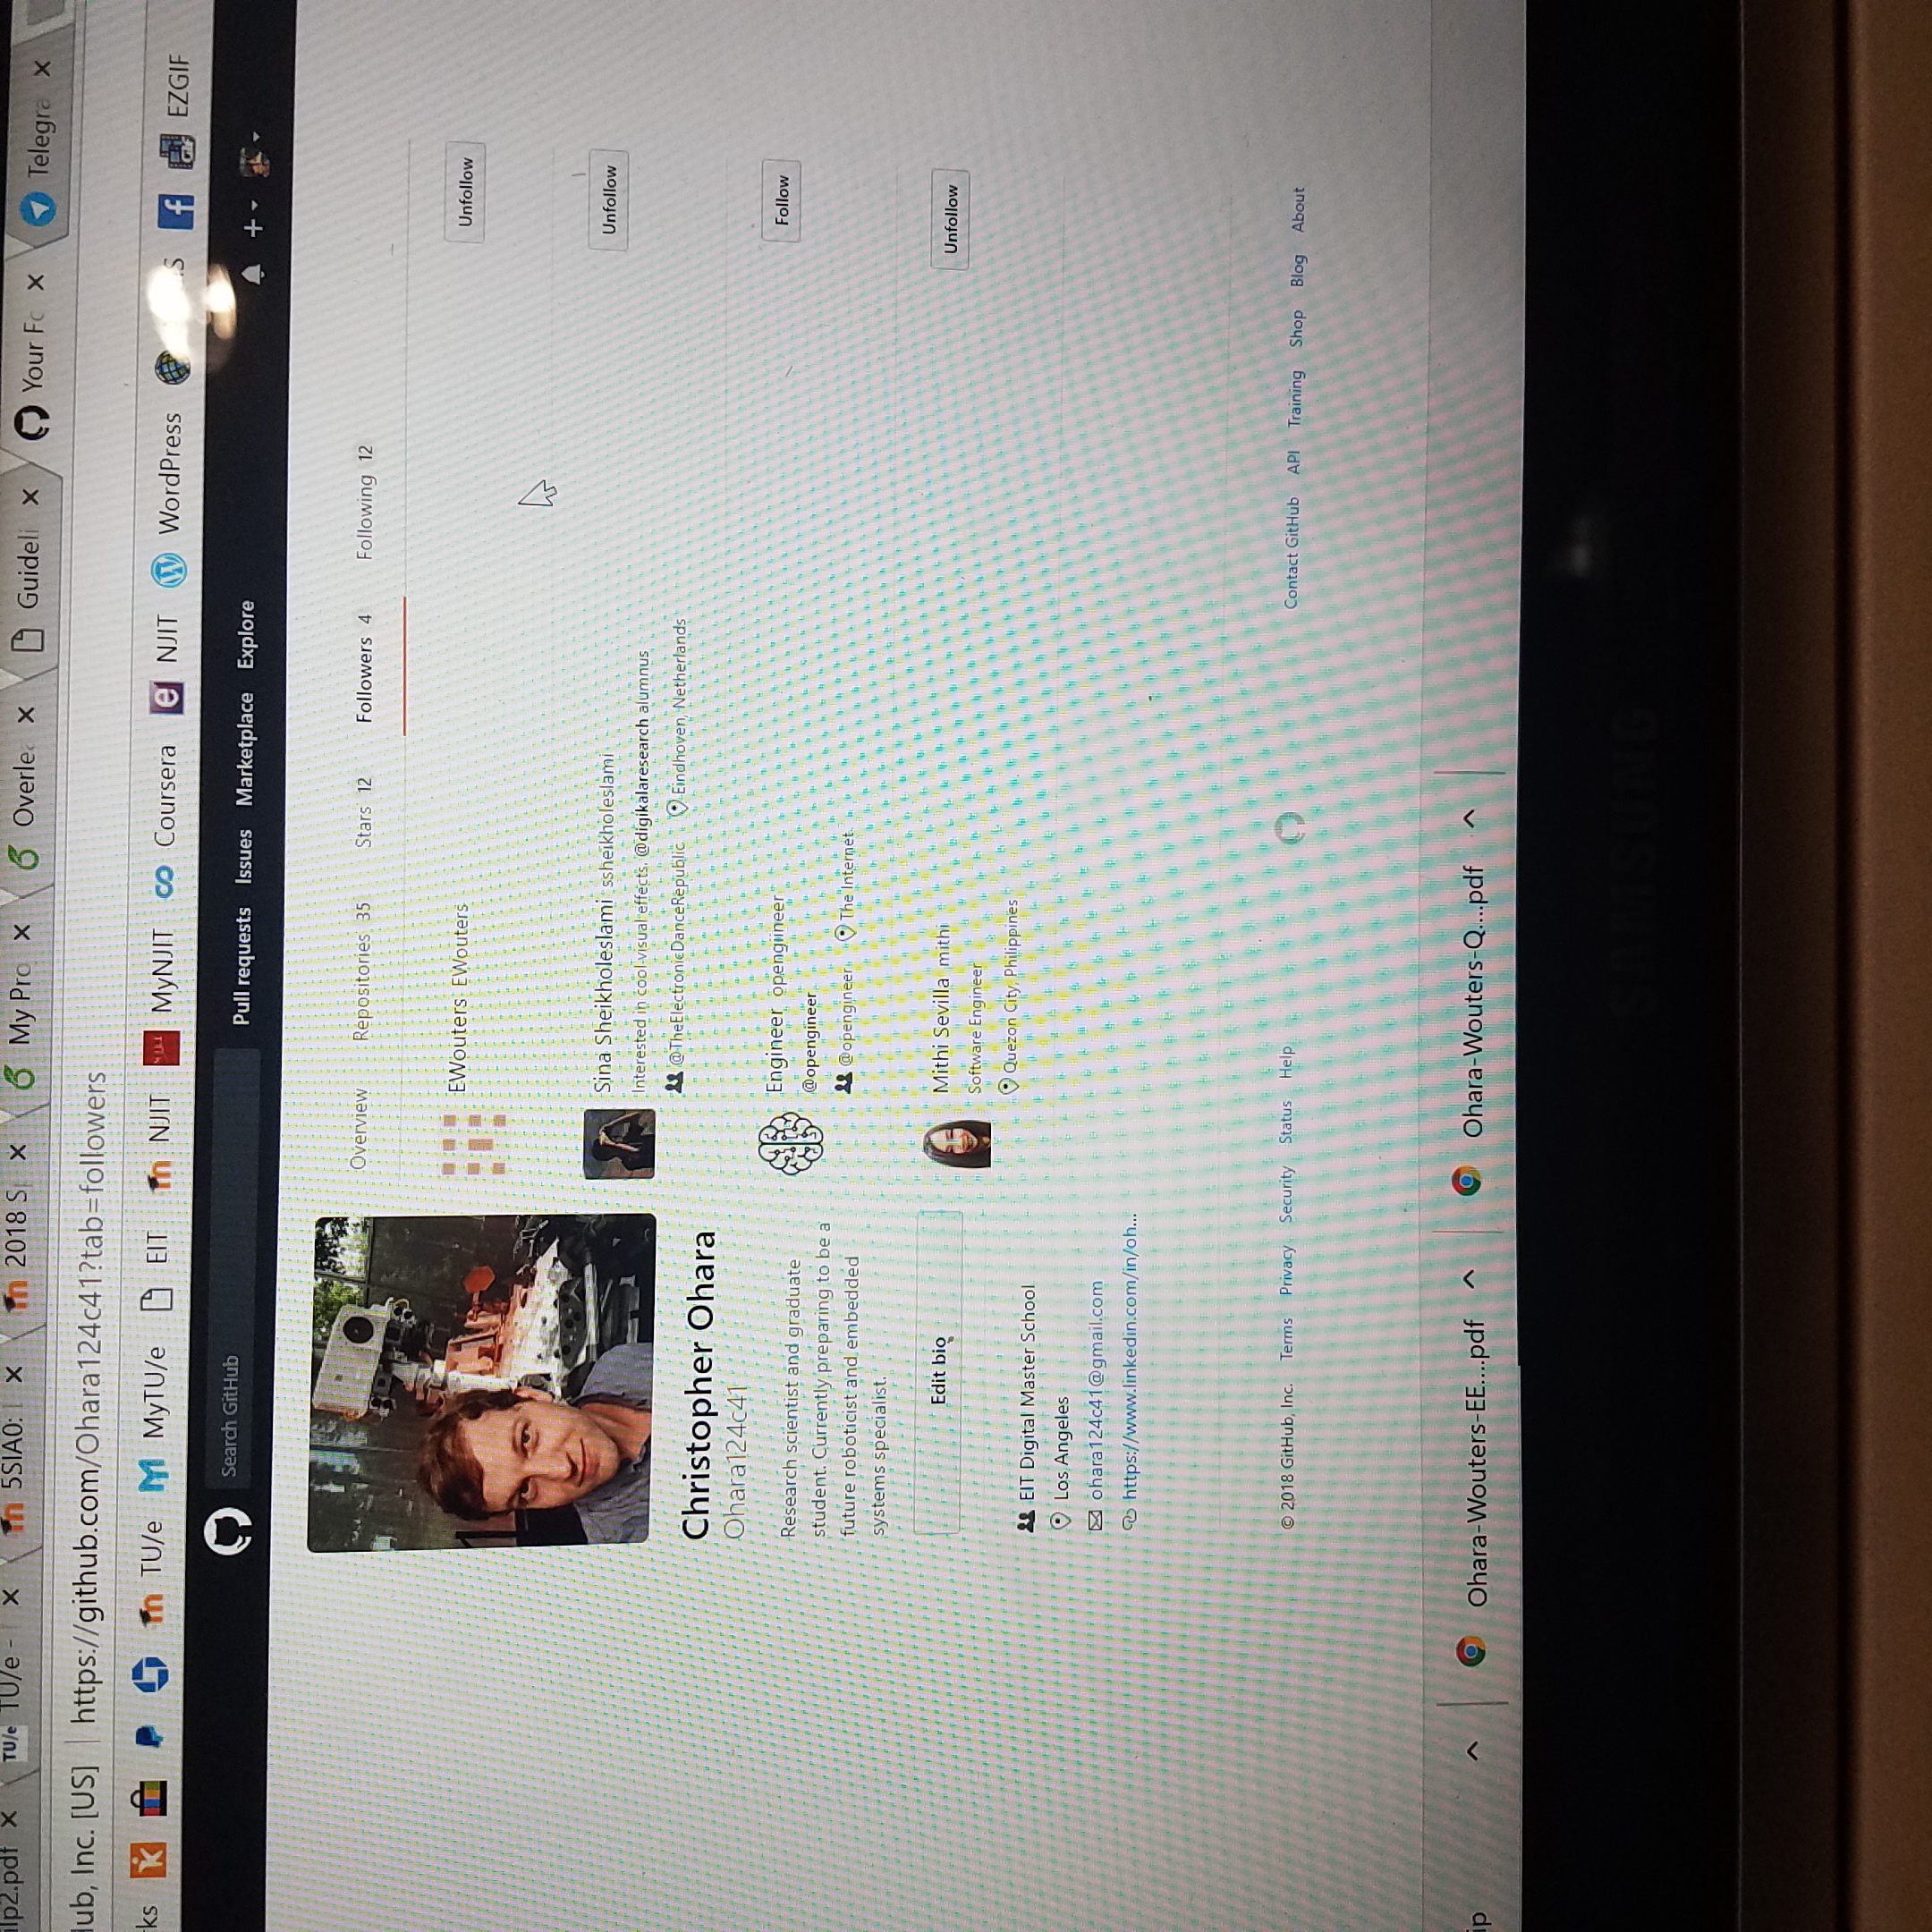 ilp2.pdf
TU/e TU/e -
5SIA0:
2018 S
My Pro
Overle
Guideli
Your Fo
Telegra
lub, Inc. [US] https://github.com/Ohara124c41?tab=followers
ks TU/e MyTU/e EIT NJIT MyNJIT Coursera NJIT WordPress S EZGIF
Search GitHub Pull requests Issues Marketplace Explore
Overview Repositories 35 Stars 12 Followers 4 Following 12
EWouters EWouters Unfollow
Sina Sheikholeslami ssheikholeslami Unfollow
Interested in cool visual effects. @digikalaresearch alumnus
@TheElectronicDanceRepublic Eindhoven, Netherlands
Engineer opengiineer Follow
@opengineer
@opengineer The Internet
Mithi Sevilla mithi Unfollow
Software Engineer
Quezon City, Philippines
Christopher Ohara
Ohara124c41
Research scientist and graduate
student. Currently preparing to be a
future roboticist and embedded
systems specialist.
Edit bio
EIT Digital Master School
Los Angeles
ohara124c41@gmail.com
https://www.linkedin.com/in/oh...
© 2018 GitHub, Inc. Terms Privacy Security Status Help Contact GitHub API Training Shop Blog About
ip Ohara-Wouters-EE....pdf Ohara-Wouters-Q....pdf
SAMSUNG